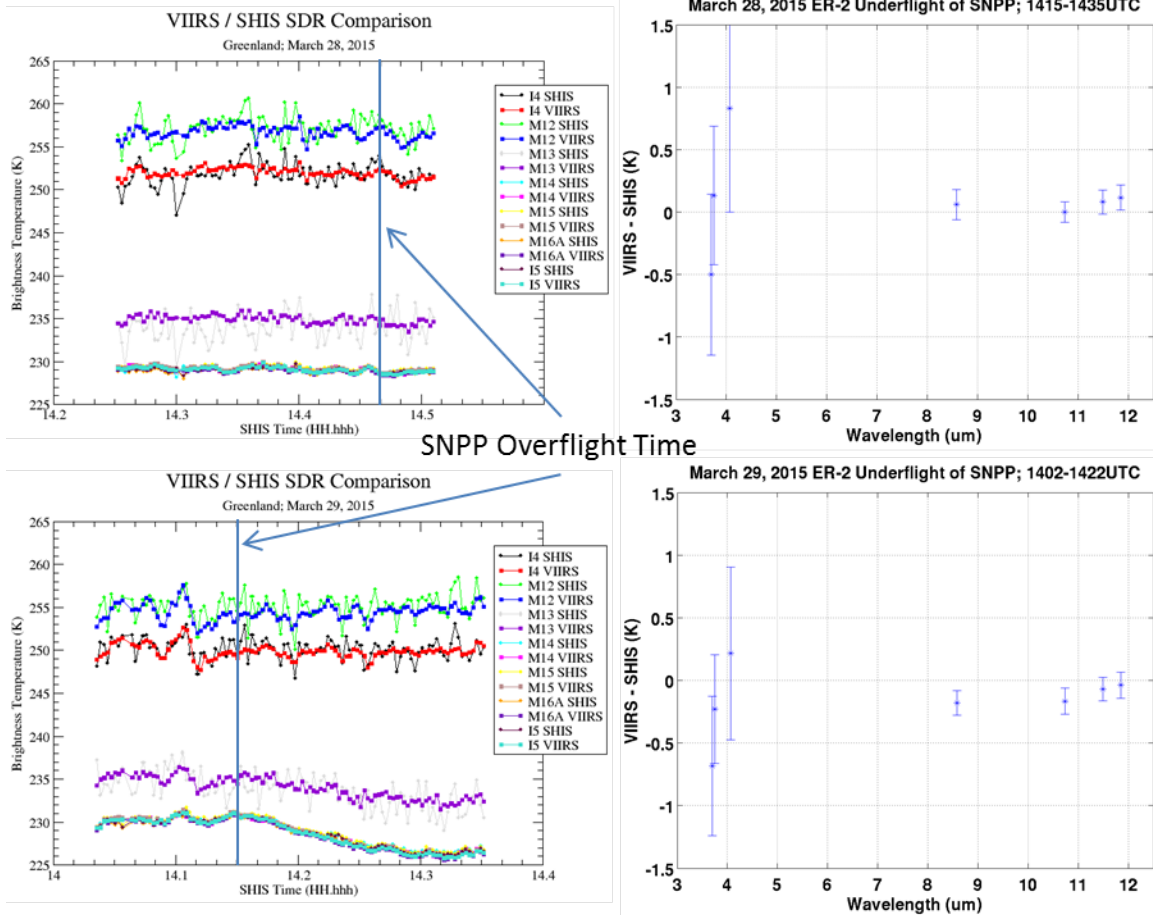 VIIRS / SHIS SDR Comparison
Greenland; March 28, 2015
265
260
255
250
245
240
235
230
225
Brightness Temperature (K)
14.2
14.3
14.4
14.5
SHIS Time (HH.hhh)
I4 SHIS
I4 VIIRS
M12 SHIS
M12 VIIRS
M13 SHIS
M13 VIIRS
M14 SHIS
M14 VIIRS
M15 SHIS
M15 VIIRS
M16A SHIS
M16A VIIRS
I5 SHIS
I5 VIIRS
March 28, 2015 ER-2 Underflight of SNPP; 1415-1435UTC
1.5
1
0.5
0
-0.5
-1
-1.5
VIIRS - SHIS (K)
3 4 5 6 7 8 9 10 11 12
Wavelength (um)
SNPP Overflight Time
VIIRS / SHIS SDR Comparison
Greenland; March 29, 2015
265
260
255
250
245
240
235
230
225
Brightness Temperature (K)
14
14.1
14.2
14.3
14.4
SHIS Time (HH.hhh)
I4 SHIS
I4 VIIRS
M12 SHIS
M12 VIIRS
M13 SHIS
M13 VIIRS
M14 SHIS
M14 VIIRS
M15 SHIS
M15 VIIRS
M16A SHIS
M16A VIIRS
I5 SHIS
I5 VIIRS
March 29, 2015 ER-2 Underflight of SNPP; 1402-1422UTC
1.5
1
0.5
0
-0.5
-1
-1.5
VIIRS - SHIS (K)
3 4 5 6 7 8 9 10 11 12
Wavelength (um)